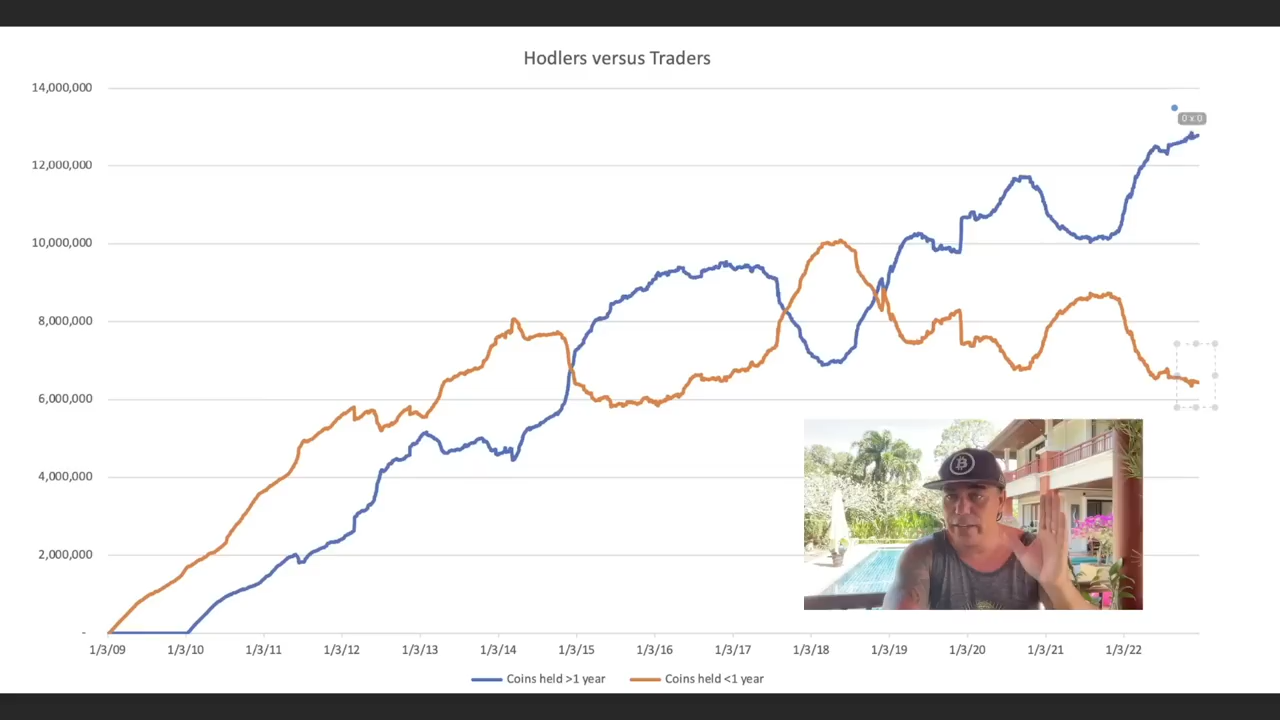 Hodlers versus Traders
14,000,000
0 x 0
12,000,000
10,000,000
8,000,000
6,000,000
4,000,000
2,000,000
-
1/3/09 1/3/10 1/3/11 1/3/12 1/3/13 1/3/14 1/3/15 1/3/16 1/3/17 1/3/18 1/3/19 1/3/20 1/3/21 1/3/22
Coins held >1 year Coins held <1 year